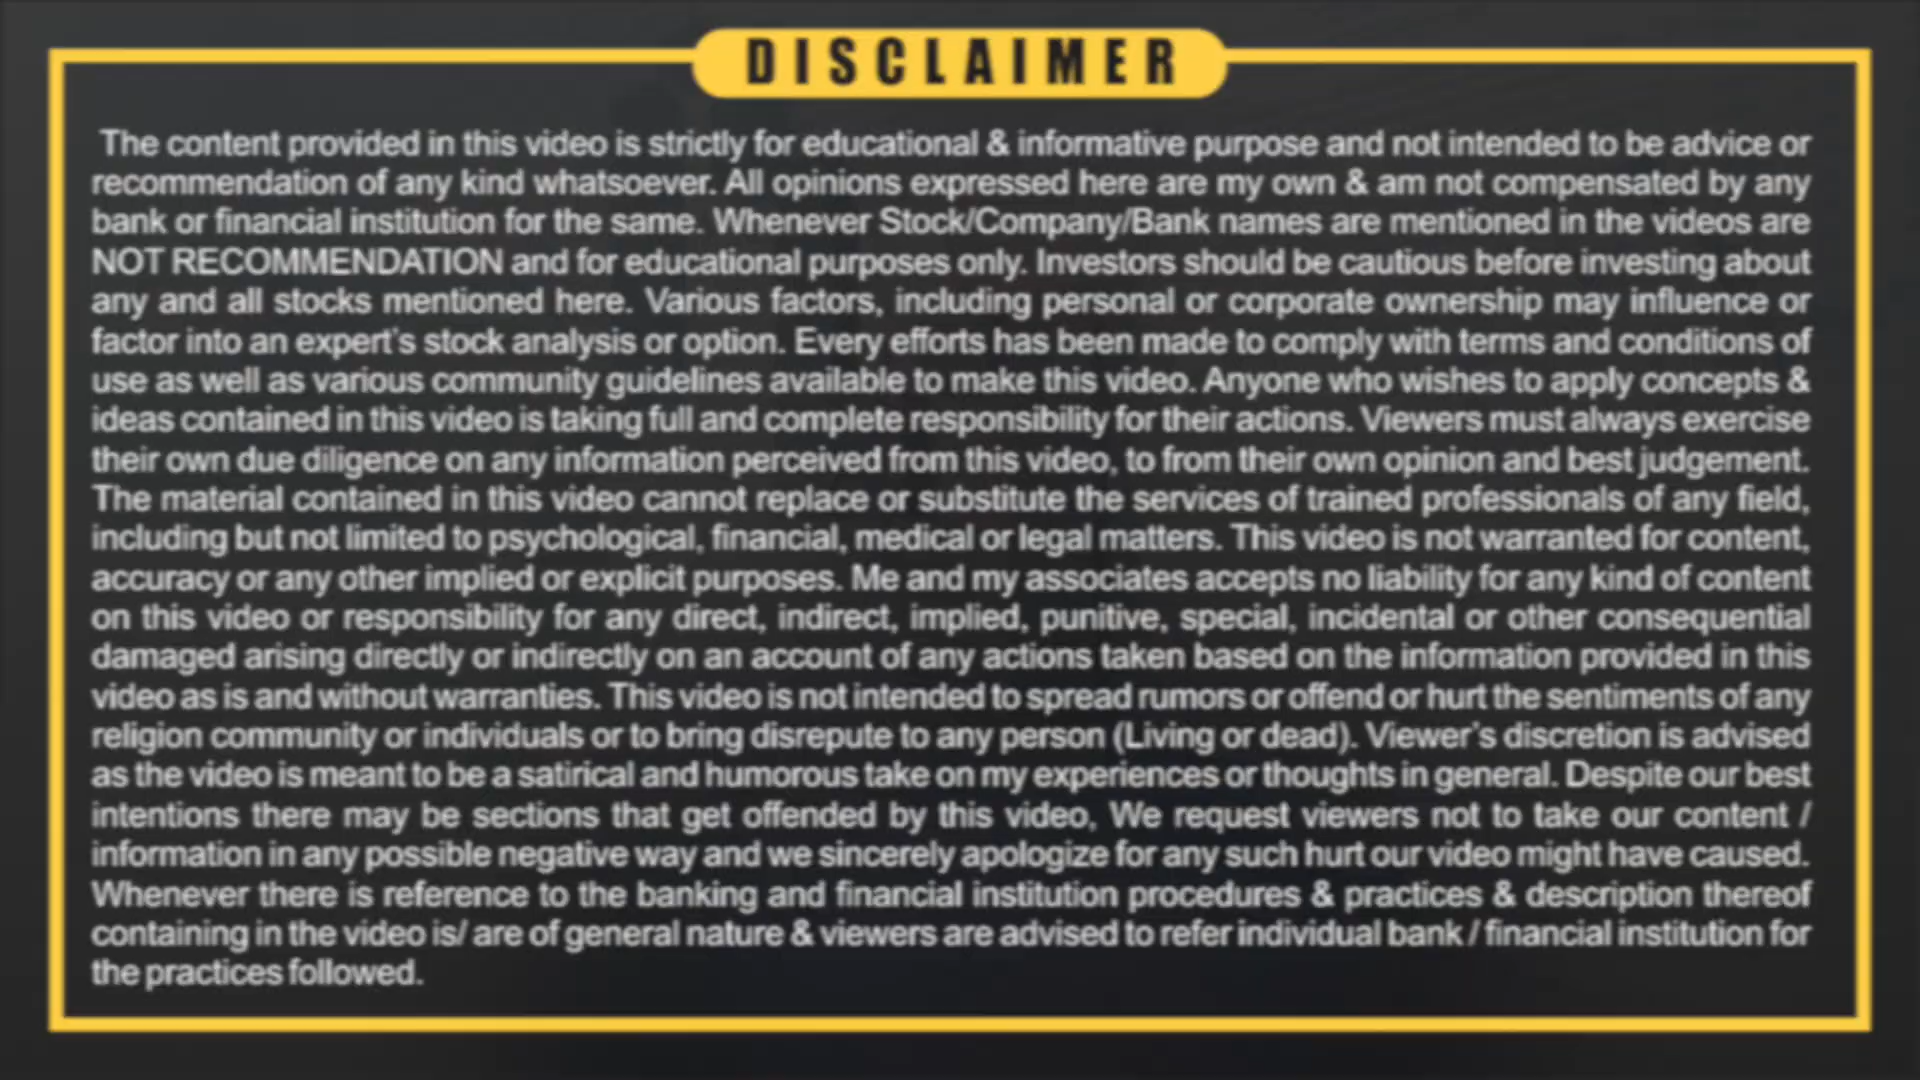 DISCLAIMER
The content provided in this video is strictly for educational & informative purpose and not intended to be advice or
recommendation of any kind whatsoever. All opinions expressed here are my own & am not compensated by any
bank or financial institution for the same. Whenever Stock/Company/Bank names are mentioned in the videos are
NOT RECOMMENDATION and for educational purposes only. Investors should be cautious before investing about
any and all stocks mentioned here. Various factors, including personal or corporate ownership may influence or
factor into an expert's stock analysis or option. Every efforts has been made to comply with terms and conditions of
use as well as various community guidelines available to make this video. Anyone who wishes to apply concepts &
ideas contained in this video is taking full and complete responsibility for their actions. Viewers must always exercise
their own due diligence on any information perceived from this video, to from their own opinion and best judgement.
The material contained in this video cannot replace or substitute the services of trained professionals of any field,
including but not limited to psychological, financial, medical or legal matters. This video is not warranted for content,
accuracy or any other implied or explicit purposes. Me and my associates accepts no liability for any kind of content
on this video or responsibility for any direct, indirect, implied, punitive, special, incidental or other consequential
damaged arising directly or indirectly on an account of any actions taken based on the information provided in this
video as is and without warranties. This video is not intended to spread rumors or offend or hurt the sentiments of any
religion community or individuals or to bring disrepute to any person (Living or dead). Viewer's discretion is advised
as the video is meant to be a satirical and humorous take on my experiences or thoughts in general. Despite our best
intentions there may be sections that get offended by this video, We request viewers not to take our content /
information in any possible negative way and we sincerely apologize for any such hurt our video might have caused.
Whenever there is reference to the banking and financial institution procedures & practices & description thereof
containing in the video is/ are of general nature & viewers are advised to refer individual bank / financial institution for
the practices followed.